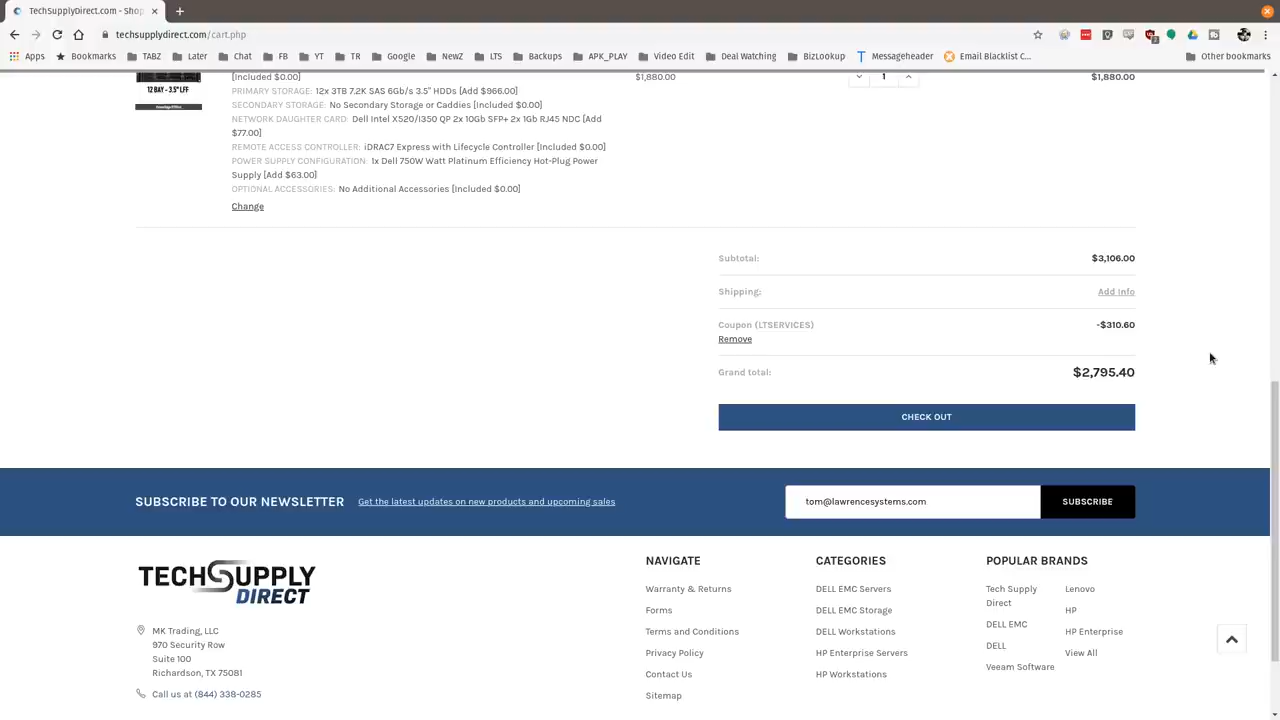 TechSupplyDirect.com - Shop
techsupplydirect.com/cart.php
Apps Bookmarks TABZ Later Chat FB YT TR Google NewZ LTS Backups APK_PLAY Video Edit Deal Watching BizLookup Messageheader Email Blacklist C... Other bookmarks
12 BAY - 3.5" LFF
[Included $0.00] $1,880.00 1 $1,880.00
PRIMARY STORAGE: 12x 3TB 7.2K SAS 6Gb/s 3.5" HDDs [Add $966.00]
SECONDARY STORAGE: No Secondary Storage or Caddies [Included $0.00]
NETWORK DAUGHTER CARD: Dell Intel X520/I350 QP 2x 10Gb SFP+ 2x 1Gb RJ45 NDC [Add
$77.00]
REMOTE ACCESS CONTROLLER: iDRAC7 Express with Lifecycle Controller [Included $0.00]
POWER SUPPLY CONFIGURATION: 1x Dell 750W Watt Platinum Efficiency Hot-Plug Power
Supply [Add $63.00]
OPTIONAL ACCESSORIES: No Additional Accessories [Included $0.00]
Change
Subtotal: $3,106.00
Shipping: Add Info
Coupon (LTSERVICES) -$310.60
Remove
Grand total: $2,795.40
CHECK OUT
SUBSCRIBE TO OUR NEWSLETTER Get the latest updates on new products and upcoming sales tom@lawrencesystems.com SUBSCRIBE
TECHSUPPLY
DIRECT
MK Trading, LLC
970 Security Row
Suite 100
Richardson, TX 75081
Call us at (844) 338-0285
NAVIGATE
Warranty & Returns
Forms
Terms and Conditions
Privacy Policy
Contact Us
Sitemap
CATEGORIES
DELL EMC Servers
DELL EMC Storage
DELL Workstations
HP Enterprise Servers
HP Workstations
POPULAR BRANDS
Tech Supply
Direct
DELL EMC
DELL
Veeam Software
Lenovo
HP
HP Enterprise
View All